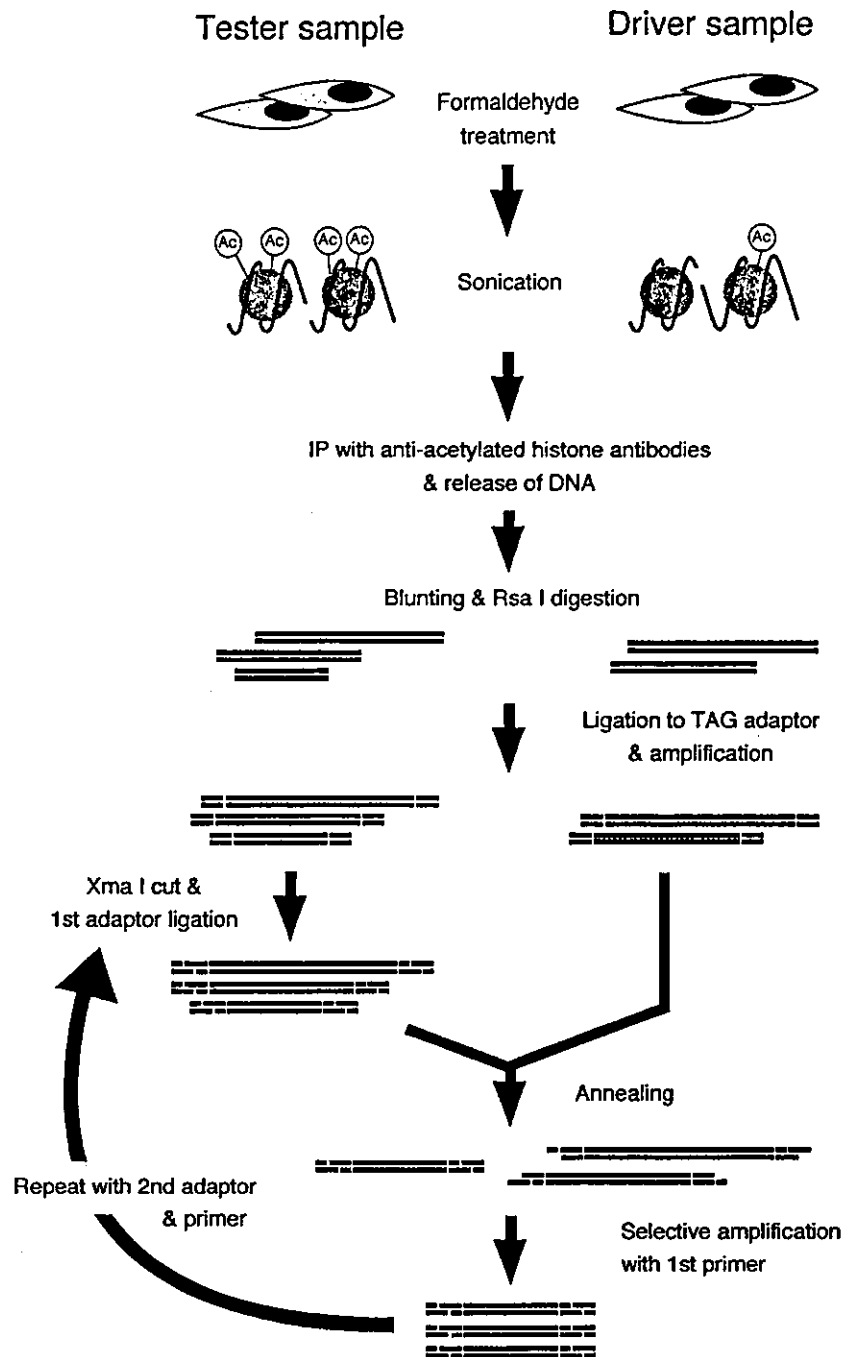 Tester sample
Driver sample
Formaldehyde
treatment
Ac
Ac
Ac
Ac
Ac
Sonication
IP with anti-acetylated histone antibodies
& release of DNA
Blunting & Rsa I digestion
Ligation to TAG adaptor
& amplification
Xma I cut &
1st adaptor ligation
Annealing
Repeat with 2nd adaptor
& primer
Selective amplification
with 1st primer